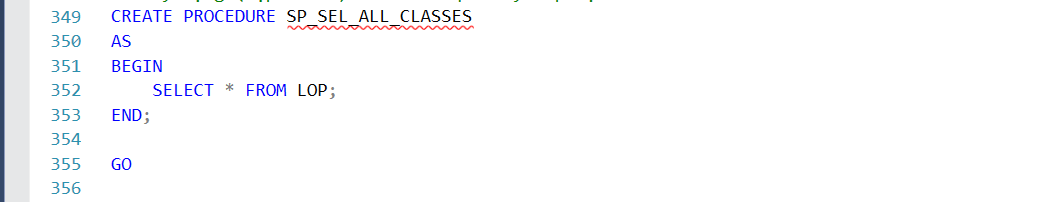 349 CREATE PROCEDURE SP_SEL_ALL_CLASSES
350 AS
351 BEGIN
352 SELECT * FROM LOP;
353 END;
354
355 GO
356